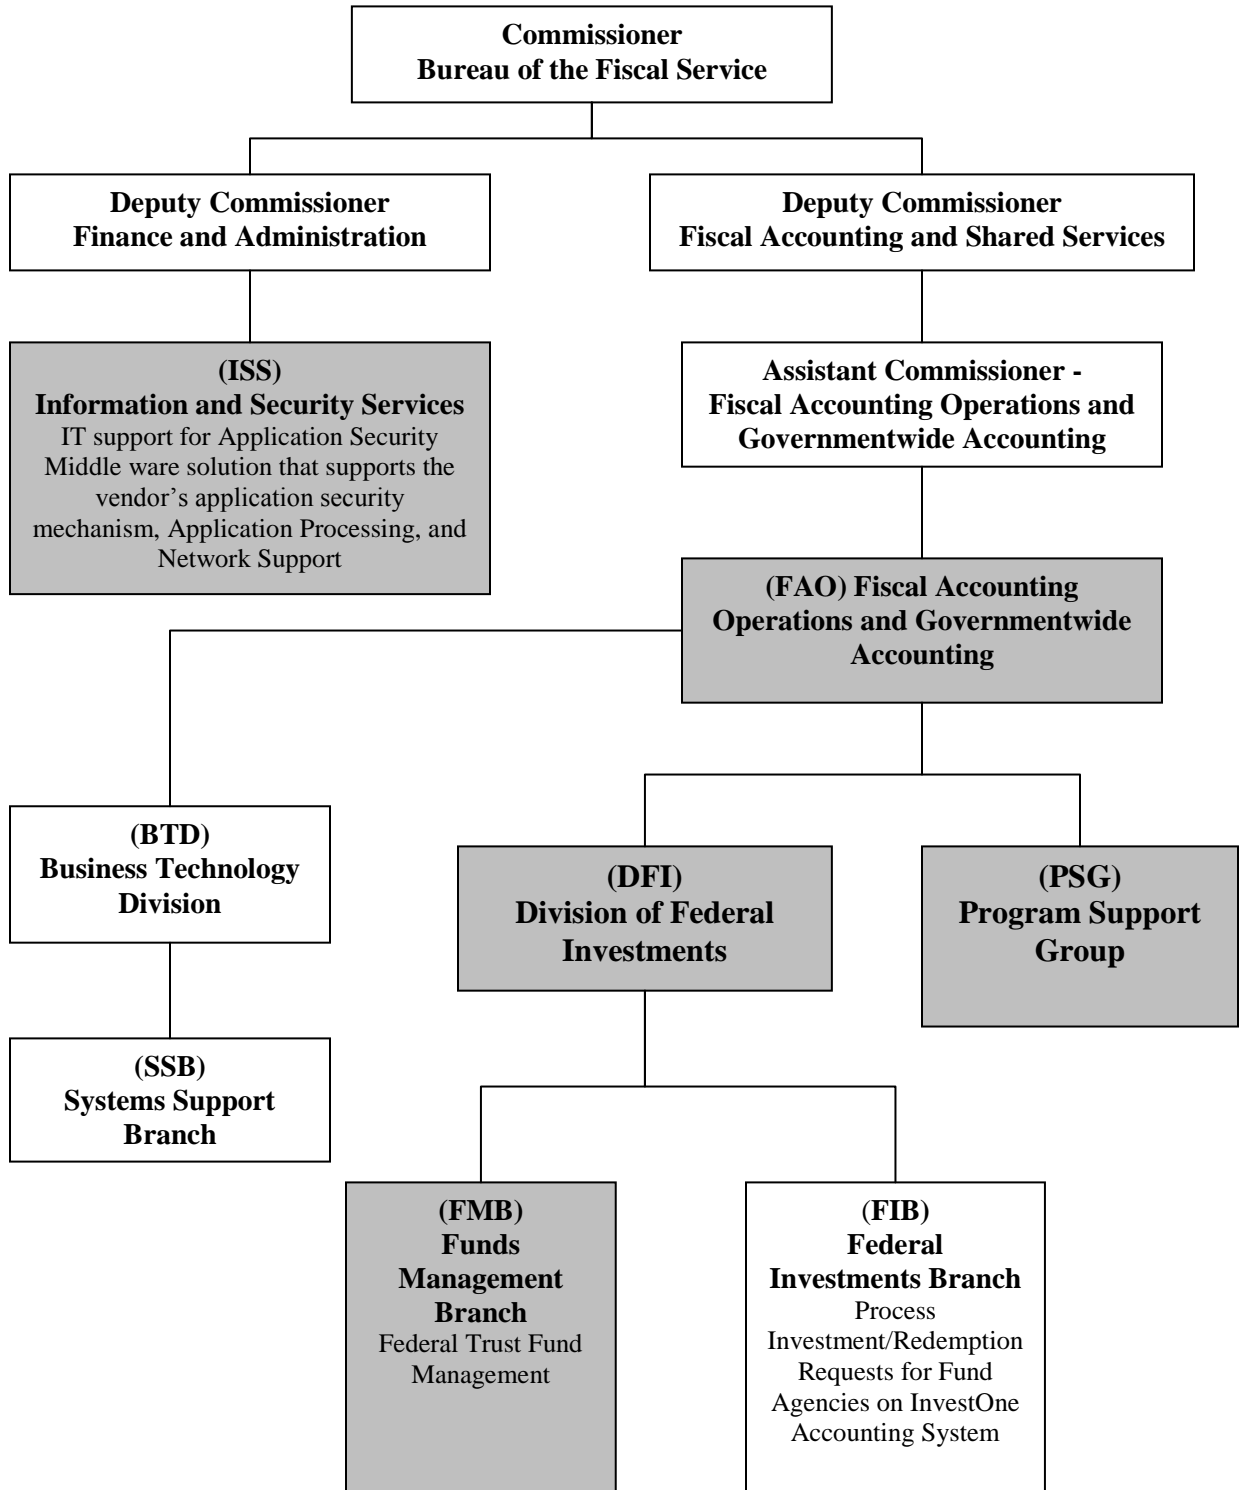 Commissioner
Bureau of the Fiscal Service
Deputy Commissioner
Finance and Administration
Deputy Commissioner
Fiscal Accounting and Shared Services
(ISS)
Information and Security Services
IT support for Application Security
Middle ware solution that supports the
vendor’s application security
mechanism, Application Processing, and
Network Support
Assistant Commissioner -
Fiscal Accounting Operations and
Governmentwide Accounting
(FAO) Fiscal Accounting
Operations and Governmentwide
Accounting
(BTD)
Business Technology
Division
(DFI)
Division of Federal
Investments
(PSG)
Program Support
Group
(SSB)
Systems Support
Branch
(FMB)
Funds
Management
Branch
Federal Trust Fund
Management
(FIB)
Federal
Investments Branch
Process
Investment/Redemption
Requests for Fund
Agencies on InvestOne
Accounting System